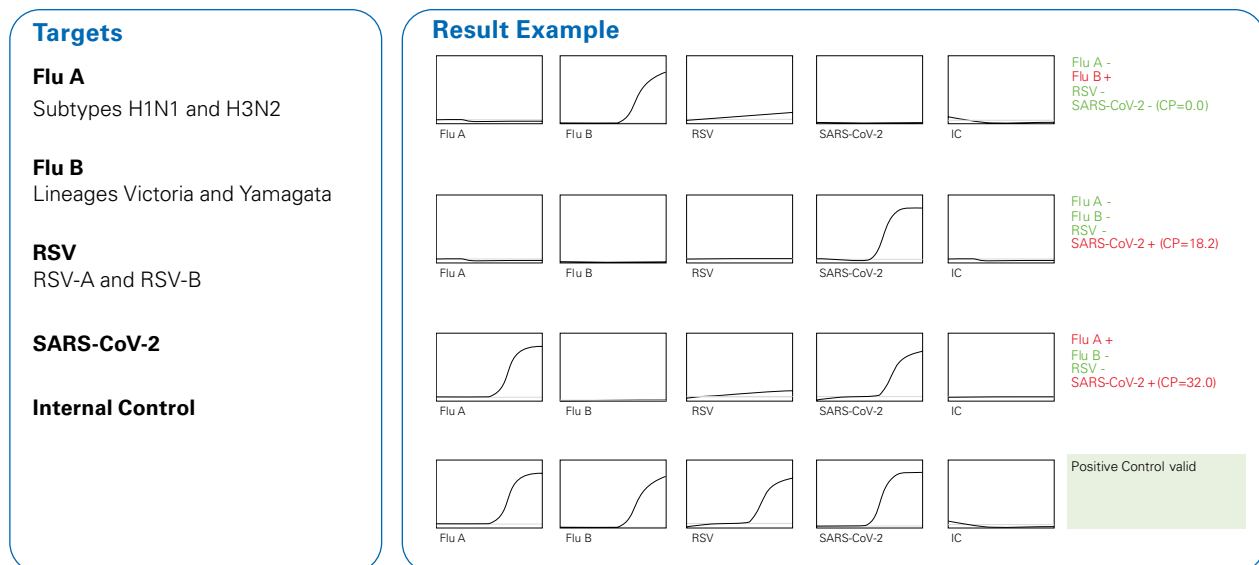 Targets
Flu A
Subtypes H1N1 and H3N2
Flu B
Lineages Victoria and Yamagata
RSV
RSV-A and RSV-B
SARS-CoV-2
Internal Control
Result Example
Flu A
Flu B
RSV
SARS-CoV-2
IC
Flu A -
Flu B +
RSV -
SARS-CoV-2 - (CP=0.0)
Flu A
Flu B
RSV
SARS-CoV-2
IC
Flu A -
Flu B -
RSV -
SARS-CoV-2 + (CP=18.2)
Flu A
Flu B
RSV
SARS-CoV-2
IC
Flu A +
Flu B -
RSV -
SARS-CoV-2 + (CP=32.0)
Flu A
Flu B
RSV
SARS-CoV-2
IC
Positive Control valid